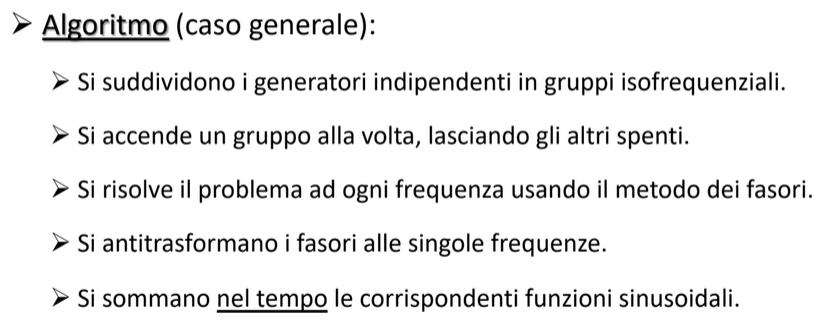 ➢ Algoritmo (caso generale):
➢ Si suddividono i generatori indipendenti in gruppi isofrequenziali.
➢ Si accende un gruppo alla volta, lasciando gli altri spenti.
➢ Si risolve il problema ad ogni frequenza usando il metodo dei fasori.
➢ Si antitrasformano i fasori alle singole frequenze.
➢ Si sommano nel tempo le corrispondenti funzioni sinusoidali.